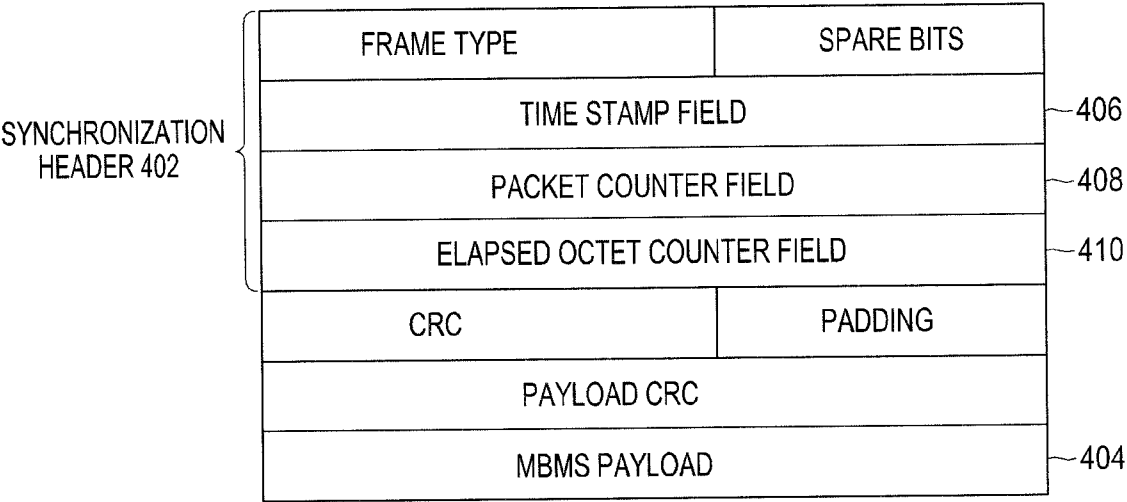 FRAME TYPE
SPARE BITS
SYNCHRONIZATION
HEADER 402
TIME STAMP FIELD
406
PACKET COUNTER FIELD
408
ELAPSED OCTET COUNTER FIELD
410
CRC
PADDING
PAYLOAD CRC
MBMS PAYLOAD
404